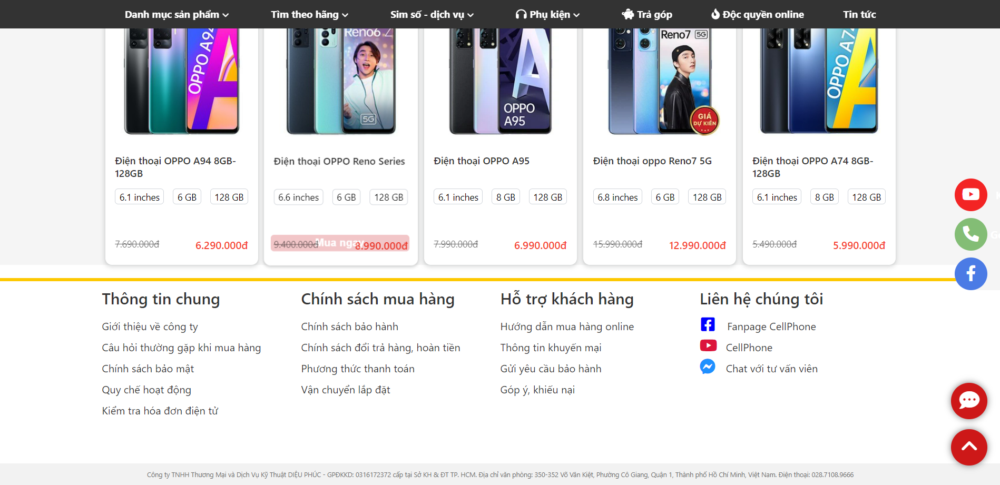 Danh mục sản phẩm
Tìm theo hãng
Sim số - dịch vụ
Phụ kiện
Trả góp
Độc quyền online
Tin tức
OPPO A94
Reno6 Z
5G
OPPO
A95
Reno7 5G
GIÁ
DỰ KIẾN
OPPO A74
Điện thoại OPPO A94 8GB-
128GB
6.1 inches 6 GB 128 GB
7.690.000đ 6.290.000đ
Điện thoại OPPO Reno Series
6.6 inches 6 GB 128 GB
9.400.000đ Mua ngay 8.990.000đ
Điện thoại OPPO A95
6.1 inches 8 GB 128 GB
7.990.000đ 6.990.000đ
Điện thoại oppo Reno7 5G
6.8 inches 6 GB 128 GB
15.990.000đ 12.990.000đ
Điện thoại OPPO A74 8GB-
128GB
6.1 inches 8 GB 128 GB
5.490.000đ 5.990.000đ
Thông tin chung
Giới thiệu về công ty
Câu hỏi thường gặp khi mua hàng
Chính sách bảo mật
Quy chế hoạt động
Kiểm tra hóa đơn điện tử
Chính sách mua hàng
Chính sách bảo hành
Chính sách đổi trả hàng, hoàn tiền
Phương thức thanh toán
Vận chuyển lắp đặt
Hỗ trợ khách hàng
Hướng dẫn mua hàng online
Thông tin khuyến mại
Gửi yêu cầu bảo hành
Góp ý, khiếu nại
Liên hệ chúng tôi
Fanpage CellPhone
CellPhone
Chat với tư vấn viên
Công ty TNHH Thương Mại và Dịch Vụ Kỹ Thuật DIỆU PHÚC - GPĐKKD: 0316172372 cấp tại Sở KH & ĐT TP. HCM. Địa chỉ văn phòng: 350-352 Võ Văn Kiệt, Phường Cô Giang, Quận 1, Thành phố Hồ Chí Minh, Việt Nam. Điện thoại: 028.7108.9666